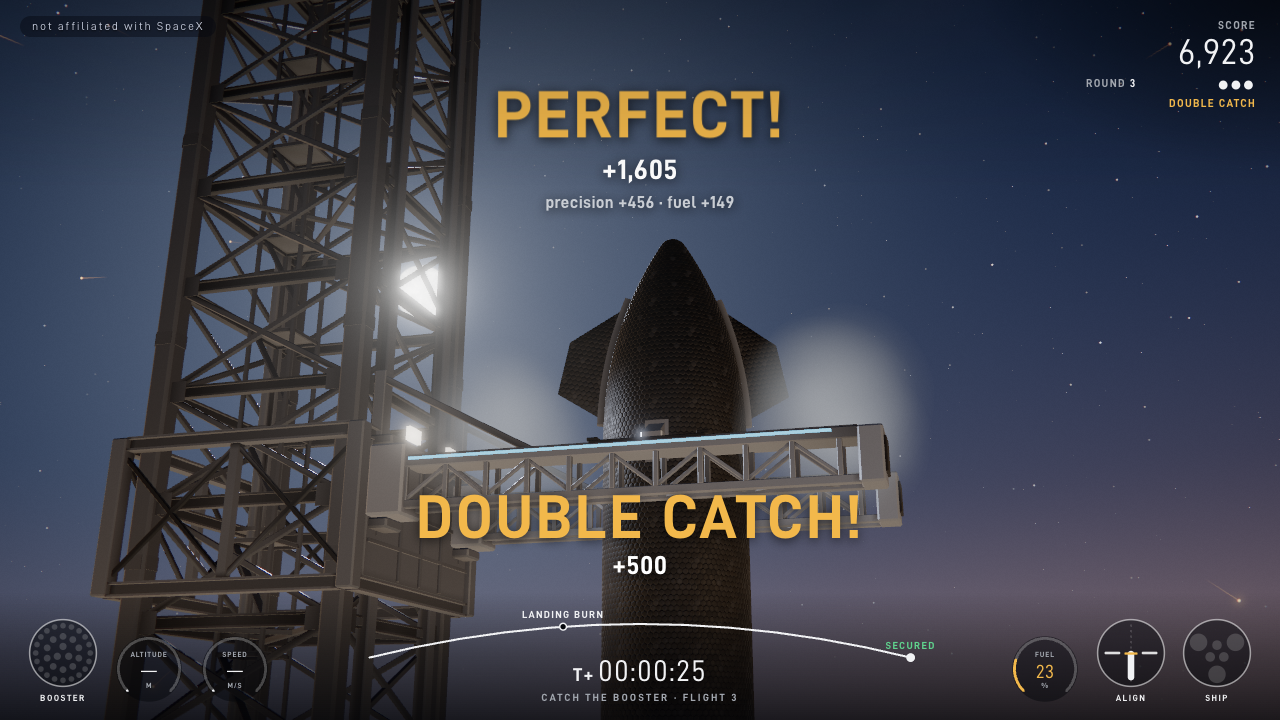 not affiliated with SpaceX
SCORE
6,923
ROUND 3
DOUBLE CATCH
PERFECT!
+1,605
precision +456 · fuel +149
DOUBLE CATCH!
+500
LANDING BURN
SECURED
T+ 00:00:25
CATCH THE BOOSTER · FLIGHT 3
BOOSTER
ALTITUDE
—
M
SPEED
—
M/S
FUEL
23
%
ALIGN
SHIP